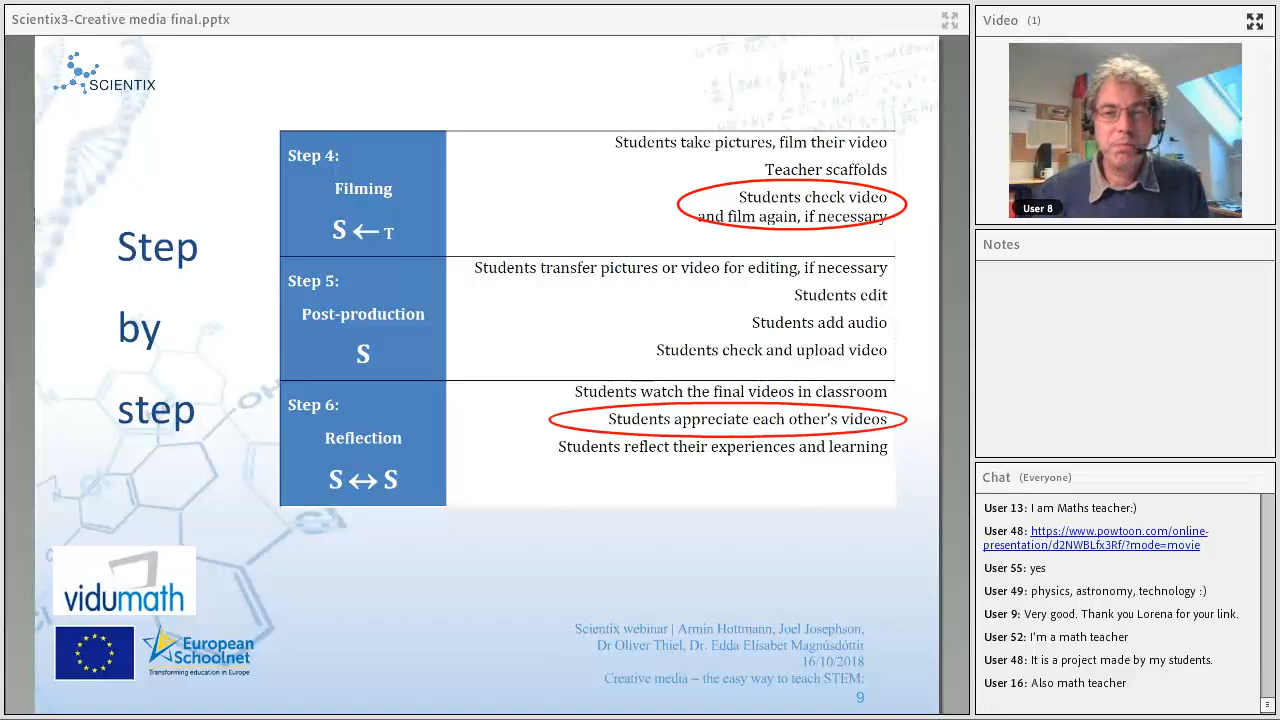 Scientix3-Creative media final.pptx
SCIENTIX
Step
by
step
Step 4:
Filming
S ← T
Students take pictures, film their video
Teacher scaffolds
Students check video
and film again, if necessary
Step 5:
Post-production
S
Students transfer pictures or video for editing, if necessary
Students edit
Students add audio
Students check and upload video
Step 6:
Reflection
S ↔ S
Students watch the final videos in classroom
Students appreciate each other's videos
Students reflect their experiences and learning
vidumath
European
Schoolnet
Transforming education in Europe
Scientix webinar | Armin Hottmann, Joel Josephson,
Dr Oliver Thiel, Dr. Edda Elísabet Magnúsdóttir
16/10/2018
Creative media – the easy way to teach STEM:
9
Video (1)
User 8
Notes
Chat (Everyone)
User 13: I am Maths teacher:)
User 48: https://www.powtoon.com/online-
presentation/d2NWBLfx3Rf/?mode=movie
User 55: yes
User 49: physics, astronomy, technology :)
User 9: Very good. Thank you Lorena for your link.
User 52: I'm a math teacher
User 48: It is a project made by my students.
User 16: Also math teacher